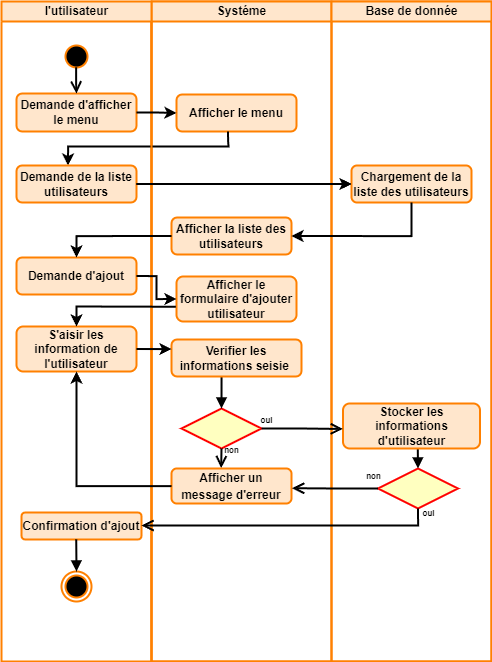 l'utilisateur
Systéme
Base de donnée
Demande d'afficher
le menu
Afficher le menu
Demande de la liste
utilisateurs
Chargement de la
liste des utilisateurs
Afficher la liste des
utilisateurs
Demande d'ajout
Afficher le
formulaire d'ajouter
utilisateur
S'aisir les
information de
l'utilisateur
Verifier les
informations seisie
oui
non
Stocker les
informations
d'utilisateur
Afficher un
message d'erreur
non
oui
Confirmation d'ajout